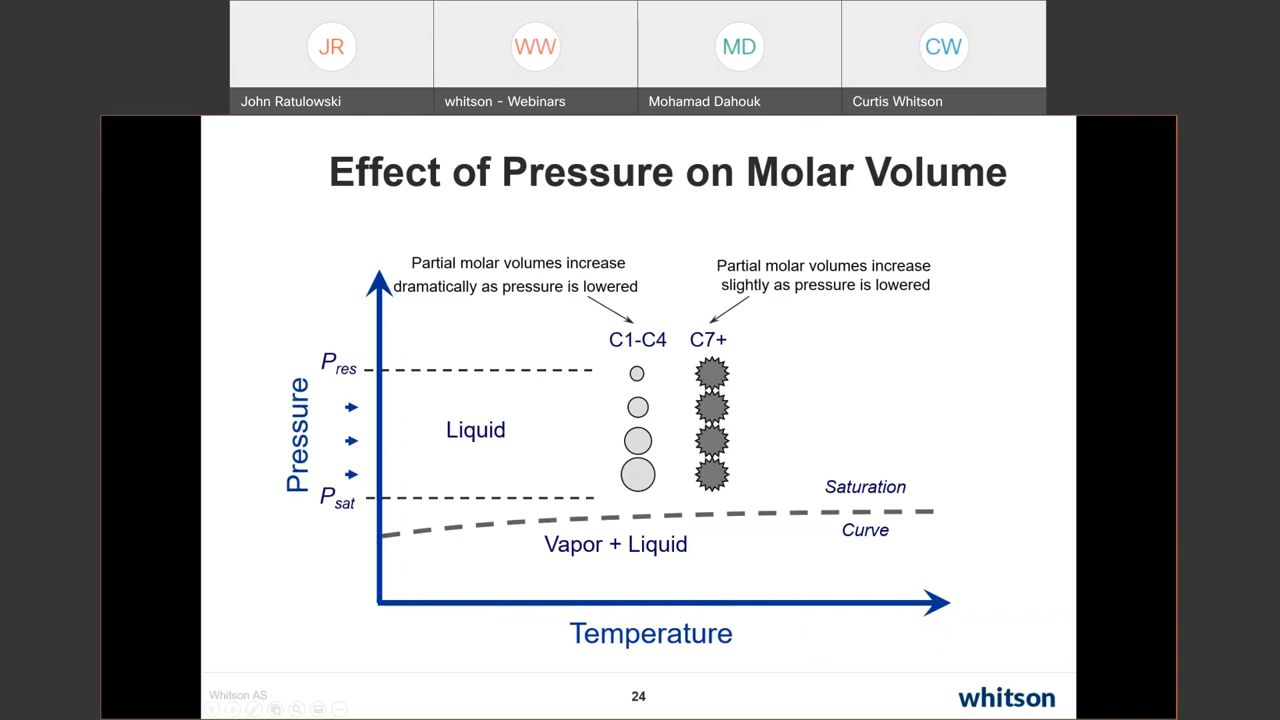 JR
WW
MD
CW
John Ratulowski
whitson - Webinars
Mohamad Dahouk
Curtis Whitson
Effect of Pressure on Molar Volume
Partial molar volumes increase
dramatically as pressure is lowered
Partial molar volumes increase
slightly as pressure is lowered
C1-C4
C7+
Pres
Pressure
Liquid
Psat
Saturation
Curve
Vapor + Liquid
Temperature
Whitson AS
24
whitson